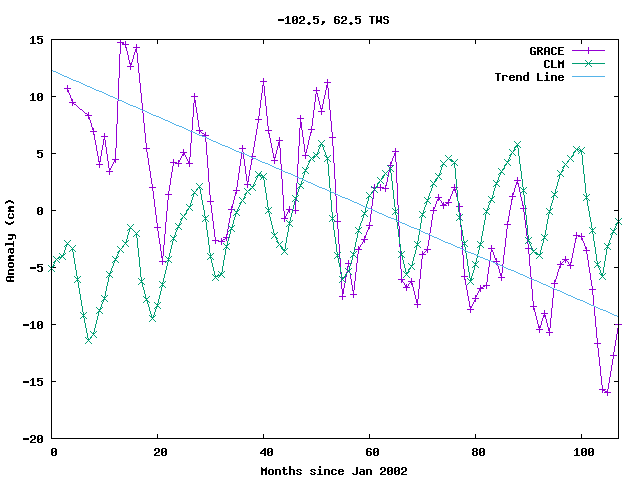 -102.5, 62.5 TWS
GRACE
CLM
Trend Line
15
10
5
0
-5
-10
-15
-20
Anomaly (cm)
0 20 40 60 80 100
Months since Jan 2002